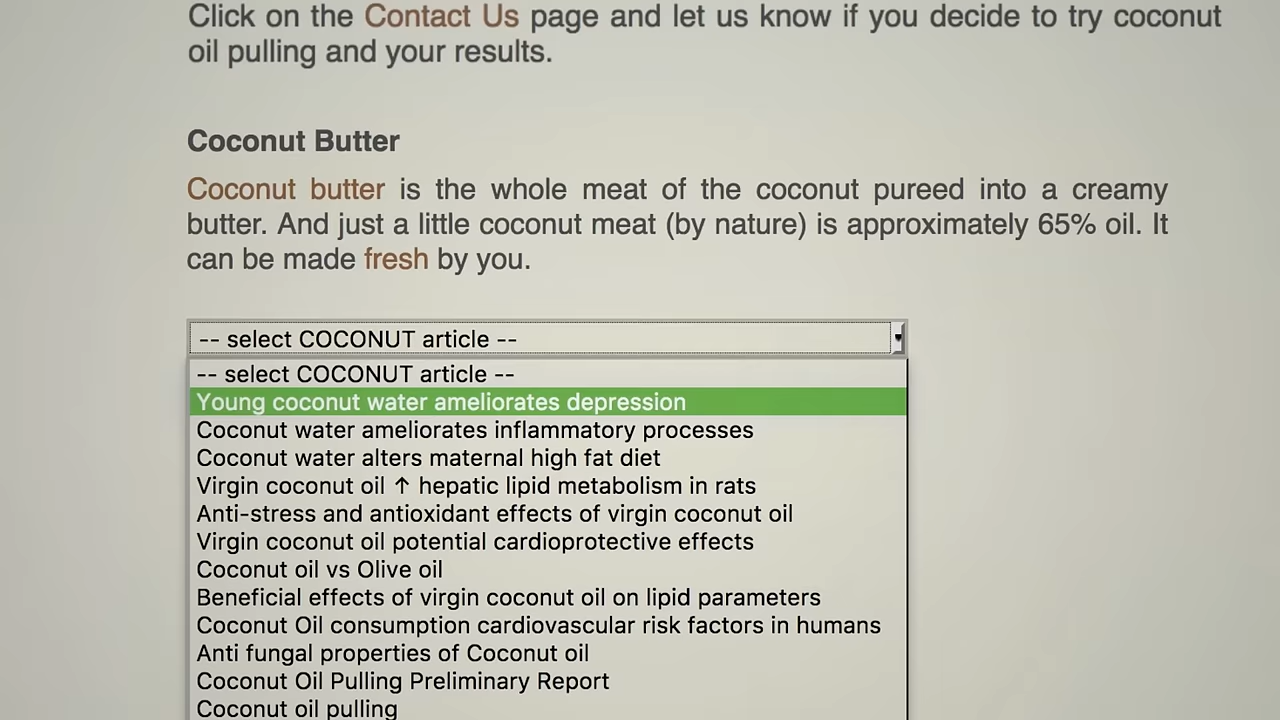 Click on the Contact Us page and let us know if you decide to try coconut
oil pulling and your results.
Coconut Butter
Coconut butter is the whole meat of the coconut pureed into a creamy
butter. And just a little coconut meat (by nature) is approximately 65% oil. It
can be made fresh by you.
-- select COCONUT article --
-- select COCONUT article --
Young coconut water ameliorates depression
Coconut water ameliorates inflammatory processes
Coconut water alters maternal high fat diet
Virgin coconut oil ↑ hepatic lipid metabolism in rats
Anti-stress and antioxidant effects of virgin coconut oil
Virgin coconut oil potential cardioprotective effects
Coconut oil vs Olive oil
Beneficial effects of virgin coconut oil on lipid parameters
Coconut Oil consumption cardiovascular risk factors in humans
Anti fungal properties of Coconut oil
Coconut Oil Pulling Preliminary Report
Coconut oil pulling